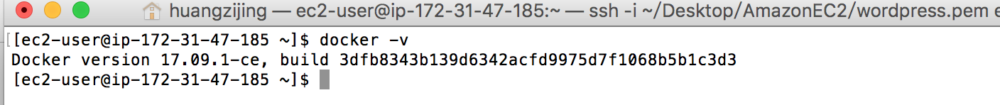 huangzijing — ec2-user@ip-172-31-47-185:~ — ssh -i ~/Desktop/AmazonEC2/wordpress.pem e
[[ec2-user@ip-172-31-47-185 ~]$ docker -v
Docker version 17.09.1-ce, build 3dfb8343b139d6342acfd9975d7f1068b5b1c3d3
[ec2-user@ip-172-31-47-185 ~]$